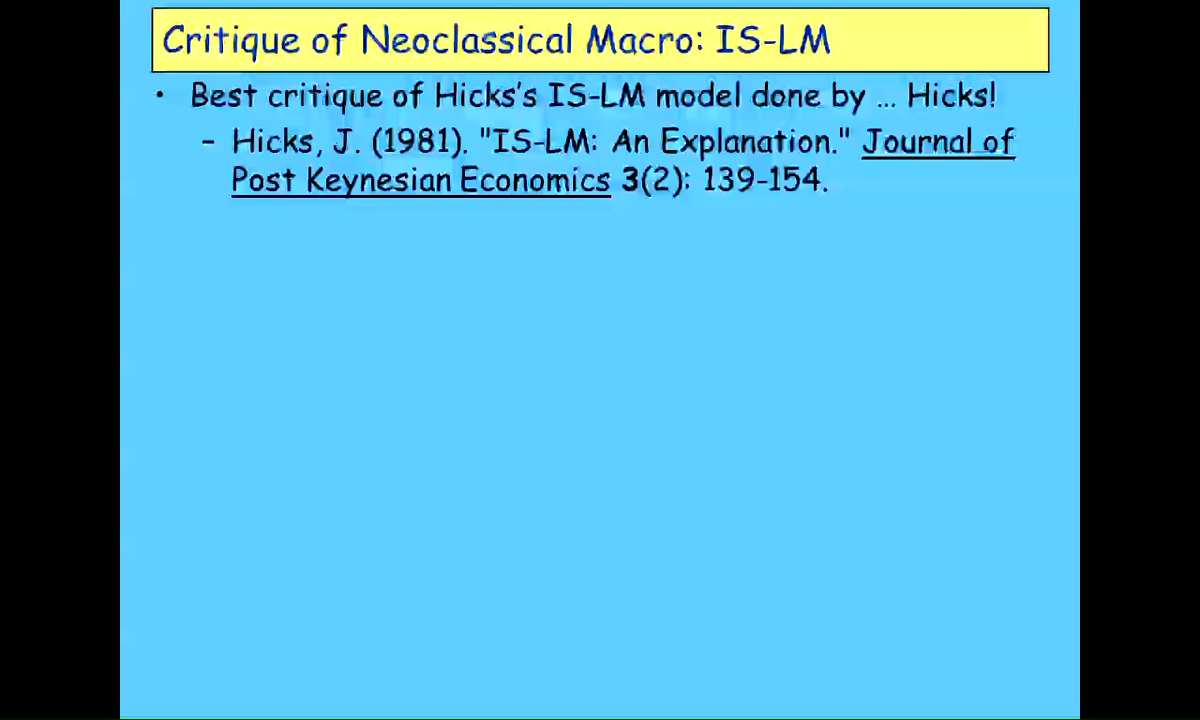 Critique of Neoclassical Macro: IS-LM
• Best critique of Hicks's IS-LM model done by … Hicks!
– Hicks, J. (1981). "IS-LM: An Explanation." Journal of
Post Keynesian Economics 3(2): 139-154.